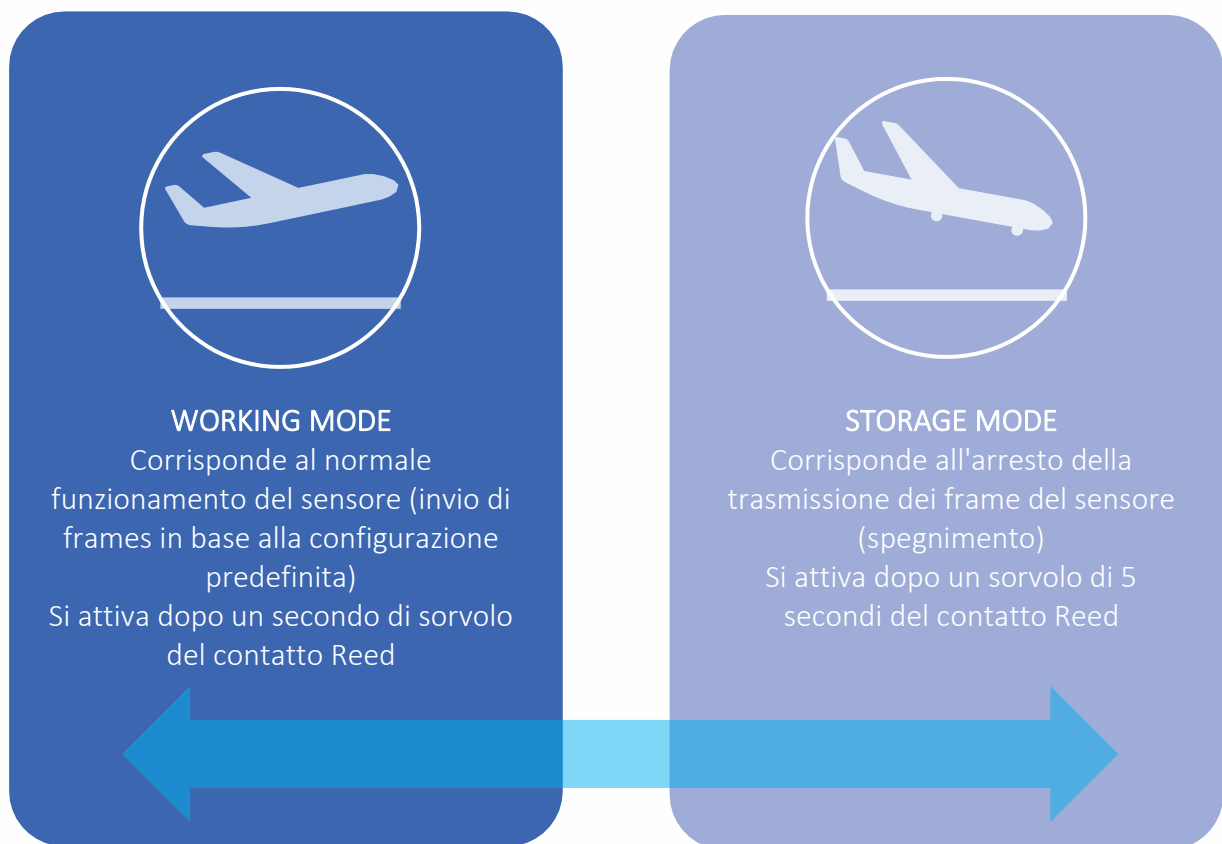 WORKING MODE
Corrisponde al normale
funzionamento del sensore (invio di
frames in base alla configurazione
predefinita)
Si attiva dopo un secondo di sorvolo
del contatto Reed
STORAGE MODE
Corrisponde all'arresto della
trasmissione dei frame del sensore
(spegnimento)
Si attiva dopo un sorvolo di 5
secondi del contatto Reed